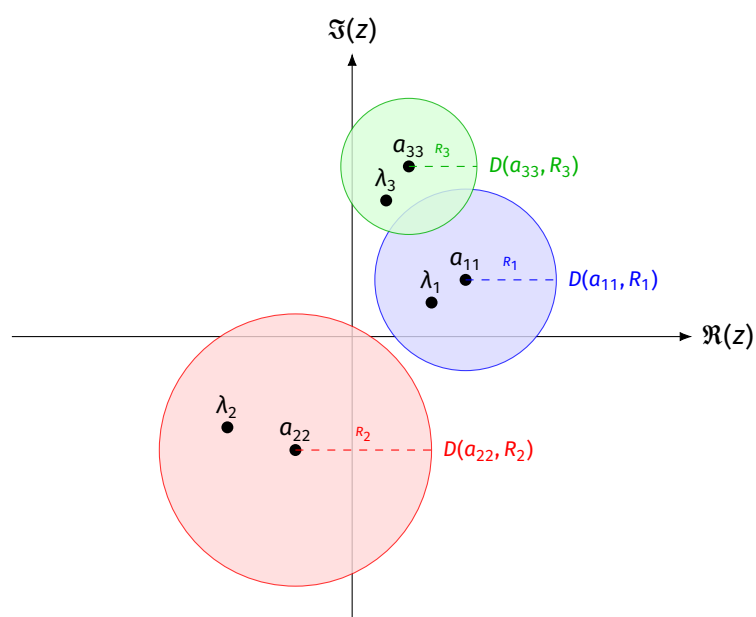 ℑ(z)
a₃₃
R₃
D(a₃₃, R₃)
λ₃
a₁₁
R₁
D(a₁₁, R₁)
λ₁
ℜ(z)
λ₂
a₂₂
R₂
D(a₂₂, R₂)